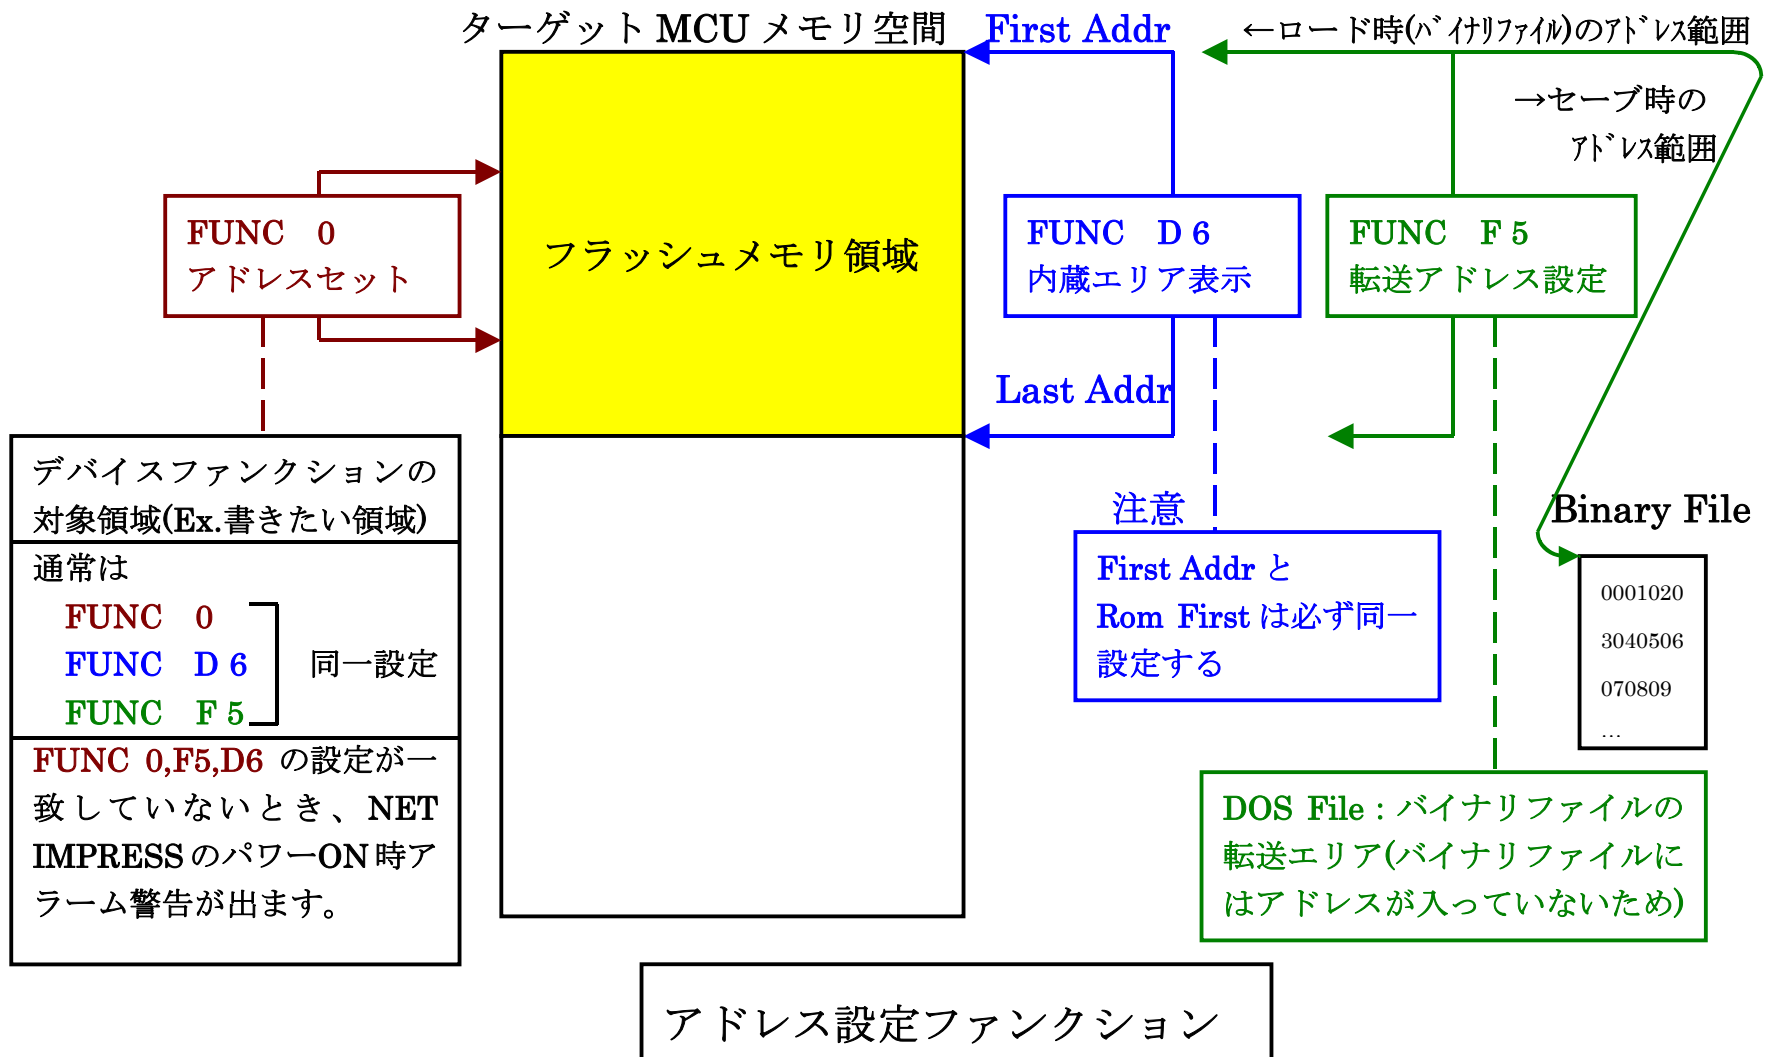 ターゲット MCU メモリ空間
First Addr
←ロード時(ﾊﾞｲﾅﾘﾌｧｲﾙ)のｱﾄﾞﾚｽ範囲
→セーブ時の
ｱﾄﾞﾚｽ範囲
FUNC 0
アドレスセット
フラッシュメモリ領域
FUNC D 6
内蔵エリア表示
FUNC F 5
転送アドレス設定
Last Addr
デバイスファンクションの
対象領域(Ex.書きたい領域)
通常は
FUNC 0
FUNC D 6
FUNC F 5
同一設定
FUNC 0,F5,D6 の設定が一
致していないとき、NET
IMPRESS のパワーON 時ア
ラーム警告が出ます。
注意
First Addr と
Rom First は必ず同一
設定する
Binary File
0001020
3040506
070809
…
DOS File : バイナリファイルの
転送エリア(バイナリファイルに
はアドレスが入っていないため)
アドレス設定ファンクション